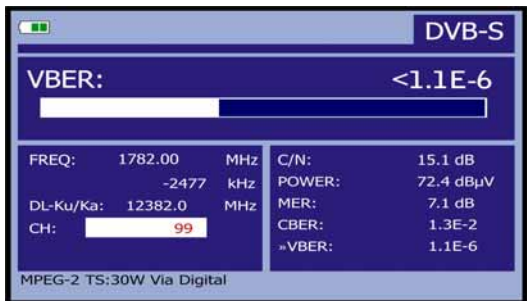 DVB-S
VBER: <1.1E-6
FREQ: 1782.00 MHz
-2477 kHz
DL-Ku/Ka: 12382.0 MHz
CH: 99
C/N: 15.1 dB
POWER: 72.4 dBµV
MER: 7.1 dB
CBER: 1.3E-2
»VBER: 1.1E-6
MPEG-2 TS:30W Via Digital